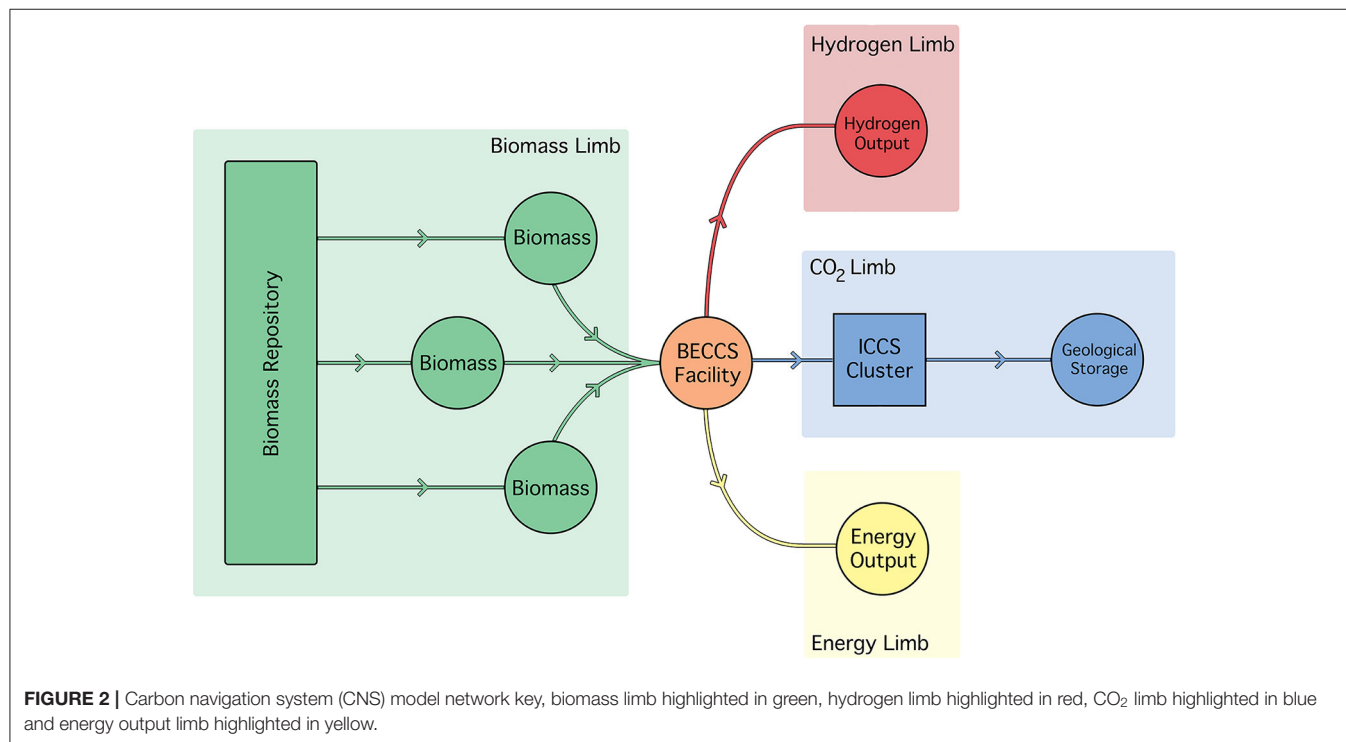 Hydrogen Limb
Hydrogen
Output
Biomass Limb
Biomass Repository
Biomass
Biomass
Biomass
BECCS
Facility
CO₂ Limb
ICCS
Cluster
Geological
Storage
Energy
Output
Energy Limb
FIGURE 2 | Carbon navigation system (CNS) model network key, biomass limb highlighted in green, hydrogen limb highlighted in red, CO₂ limb highlighted in blue
and energy output limb highlighted in yellow.